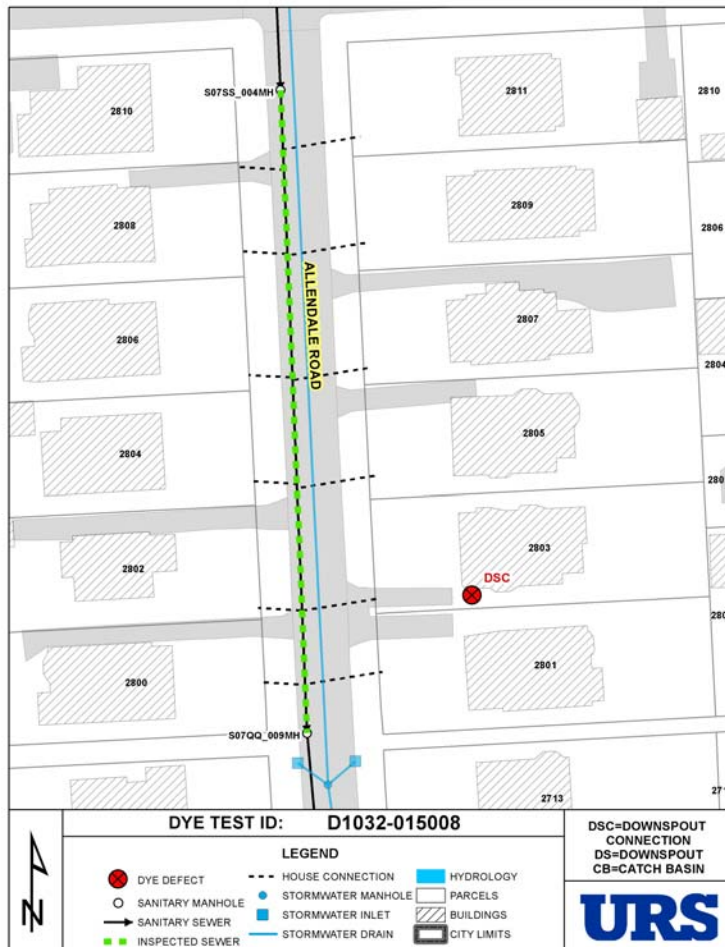 2810
S07SS_004MH
2811
2810
2808
2809
2806
ALLENDALE ROAD
2806
2807
2804
2804
2805
2802
2803
DSC
2800
2801
S07QQ_009MH
2713
DYE TEST ID: D1032-015008
LEGEND
DYE DEFECT
SANITARY MANHOLE
SANITARY SEWER
INSPECTED SEWER
HOUSE CONNECTION
STORMWATER MANHOLE
STORMWATER INLET
STORMWATER DRAIN
HYDROLOGY
PARCELS
BUILDINGS
CITY LIMITS
N
DSC=DOWNSPOUT
CONNECTION
DS=DOWNSPOUT
CB=CATCH BASIN
URS